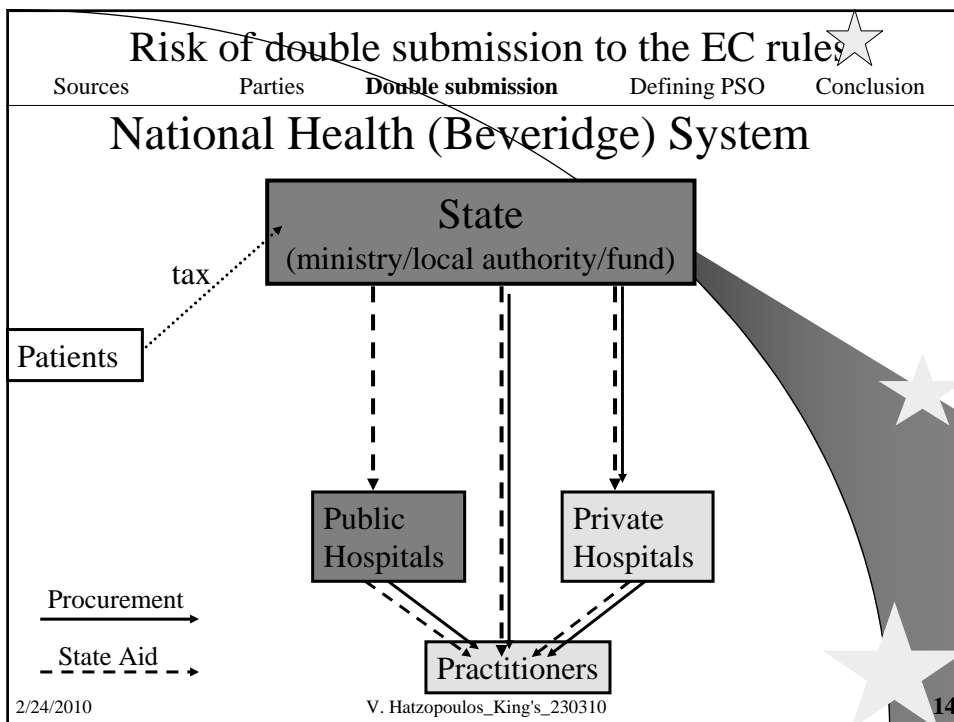 Risk of double submission to the EC rules
Sources Parties Double submission Defining PSO Conclusion
National Health (Beveridge) System
State
(ministry/local authority/fund)
tax
Patients
Public
Hospitals
Private
Hospitals
Procurement
State Aid
Practitioners
2/24/2010 V. Hatzopoulos_King's_230310 14